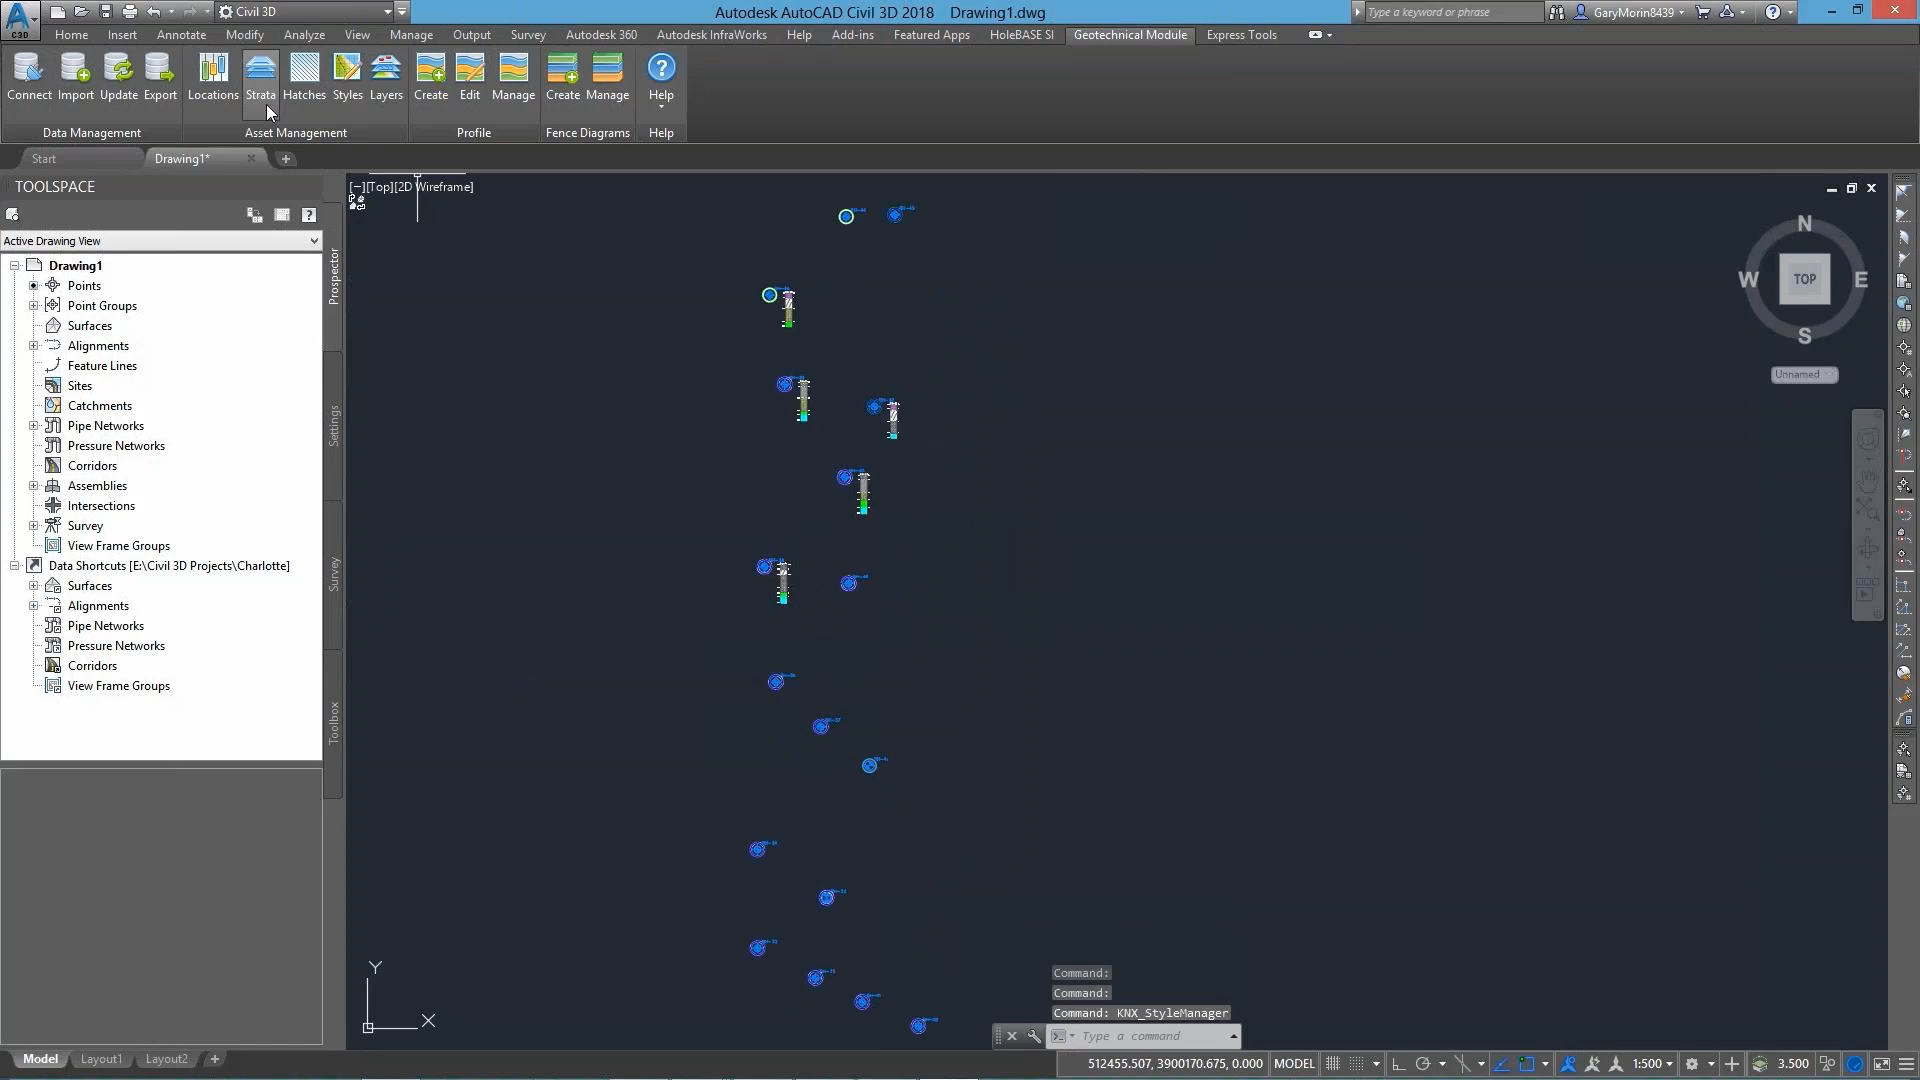 Civil 3D
Autodesk AutoCAD Civil 3D 2018 Drawing1.dwg
Type a keyword or phrase
GaryMorin8439
C3D
Home Insert Annotate Modify Analyze View Manage Output Survey Autodesk 360 Autodesk InfraWorks Help Add-ins Featured Apps HoleBASE SI Geotechnical Module Express Tools
Connect Import Update Export Locations Strata Hatches Styles Layers Create Edit Manage Create Manage Help
Data Management Asset Management Profile Fence Diagrams Help
Start Drawing1*
TOOLSPACE
[−][Top][2D Wireframe]
Active Drawing View
Drawing1
Points
Point Groups
Surfaces
Alignments
Feature Lines
Sites
Catchments
Pipe Networks
Pressure Networks
Corridors
Assemblies
Intersections
Survey
View Frame Groups
Data Shortcuts [E:\Civil 3D Projects\Charlotte]
Surfaces
Alignments
Pipe Networks
Pressure Networks
Corridors
View Frame Groups
Prospector
Settings
Survey
Toolbox
N
W TOP E
S
Unnamed
Y
X
Command:
Command:
Command: KNX_StyleManager
Type a command
Model Layout1 Layout2
512455.507, 3900170.675, 0.000 MODEL 1:500 3.500